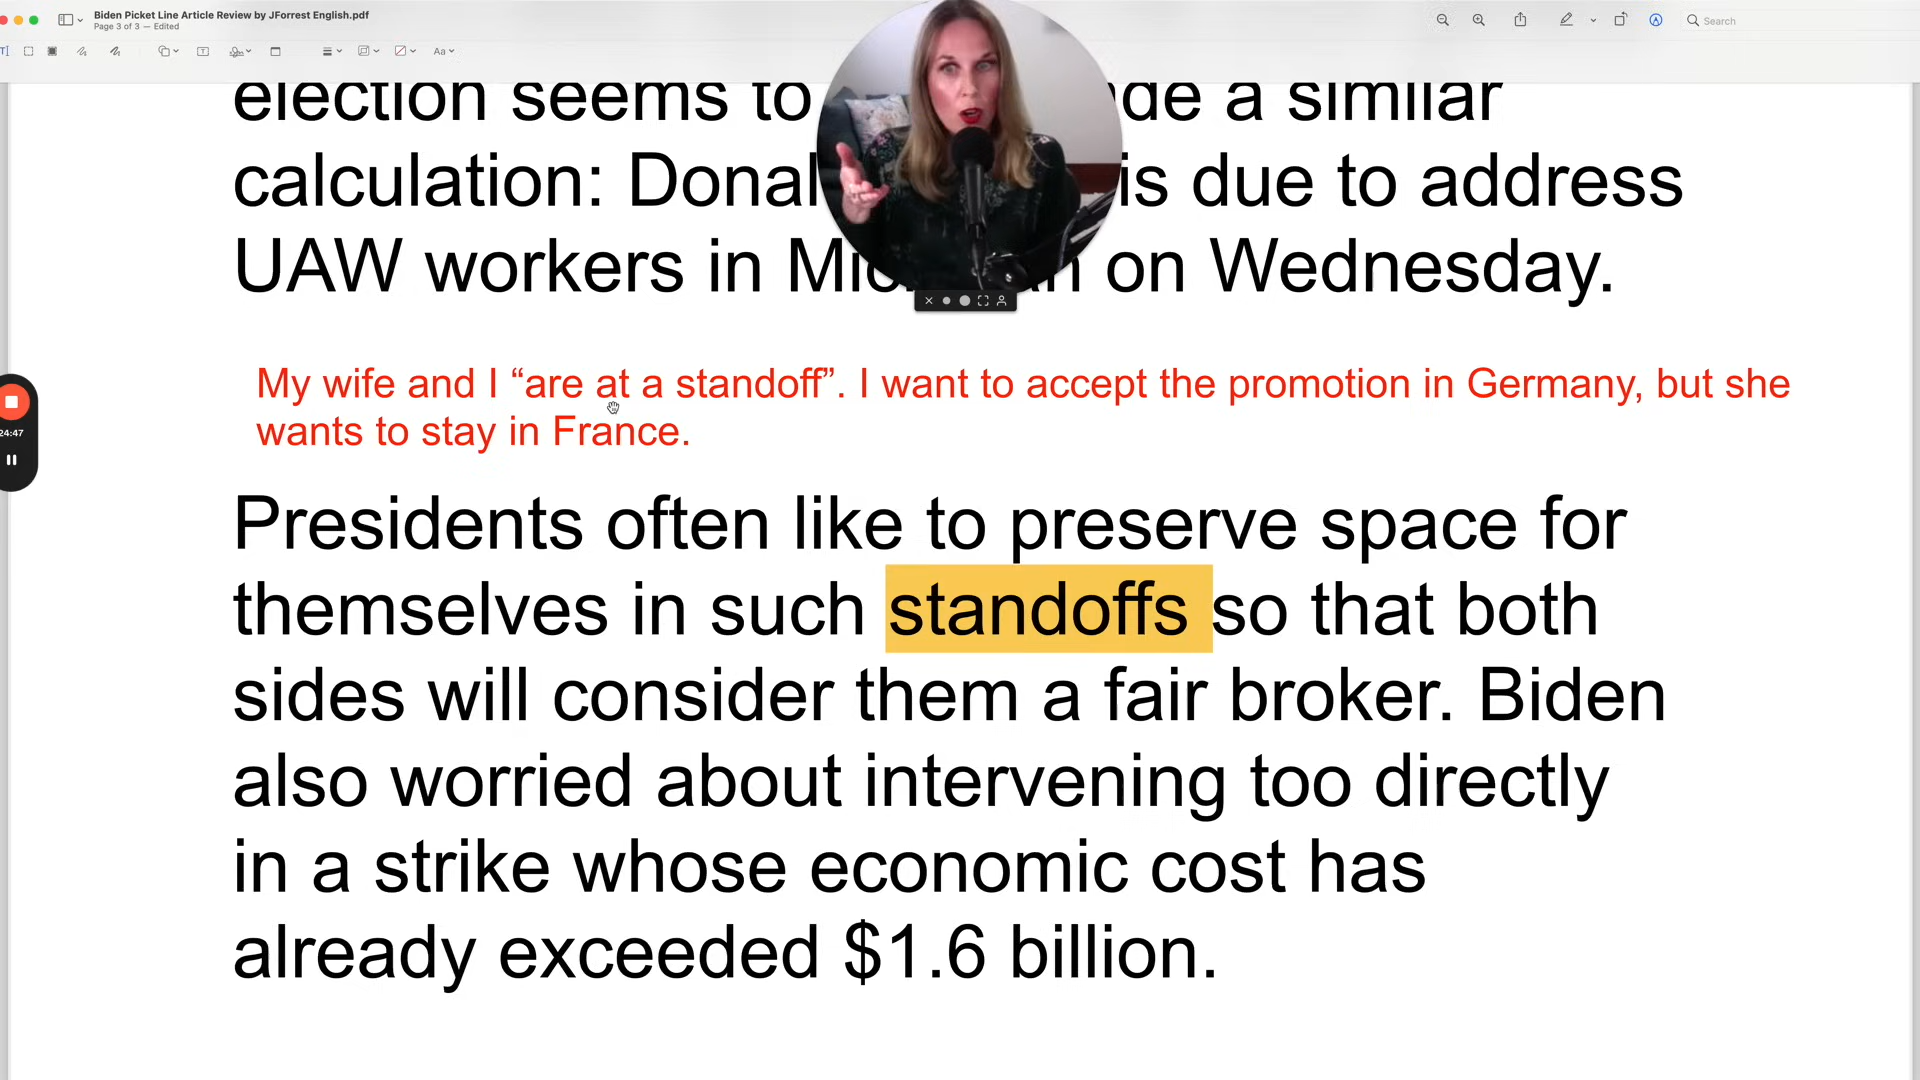 Biden Picket Line Article Review by JForrest English.pdf
Page 3 of 3 — Edited
Search
Aa
election seems to de a similar
calculation: Donal is due to address
UAW workers in Mic n on Wednesday.
My wife and I “are at a standoff”. I want to accept the promotion in Germany, but she
wants to stay in France.
24:47
Presidents often like to preserve space for
themselves in such standoffs so that both
sides will consider them a fair broker. Biden
also worried about intervening too directly
in a strike whose economic cost has
already exceeded $1.6 billion.